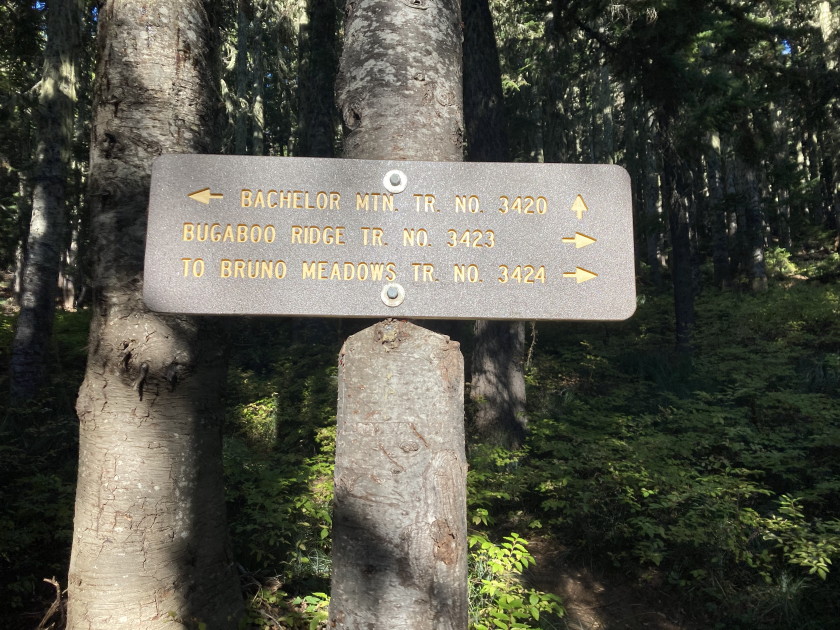 ← BACHELOR MTN. TR. NO. 3420 ↑
BUGABOO RIDGE TR. NO. 3423 →
TO BRUNO MEADOWS TR. NO. 3424 →